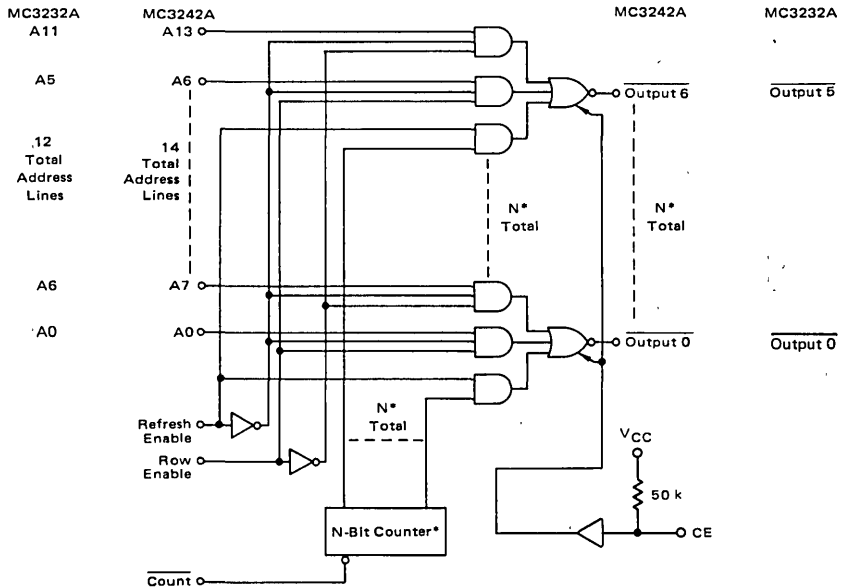 MC3232A MC3242A MC3242A MC3232A
A11 A13
A5 A6 Output 6 Output 5
12 Total Address Lines
14 Total Address Lines
N* Total
N* Total
A6 A7
A0 A0 Output 0 Output 0
N* Total
Refresh Enable
VCC
Row Enable
50 k
N-Bit Counter*
CE
Count